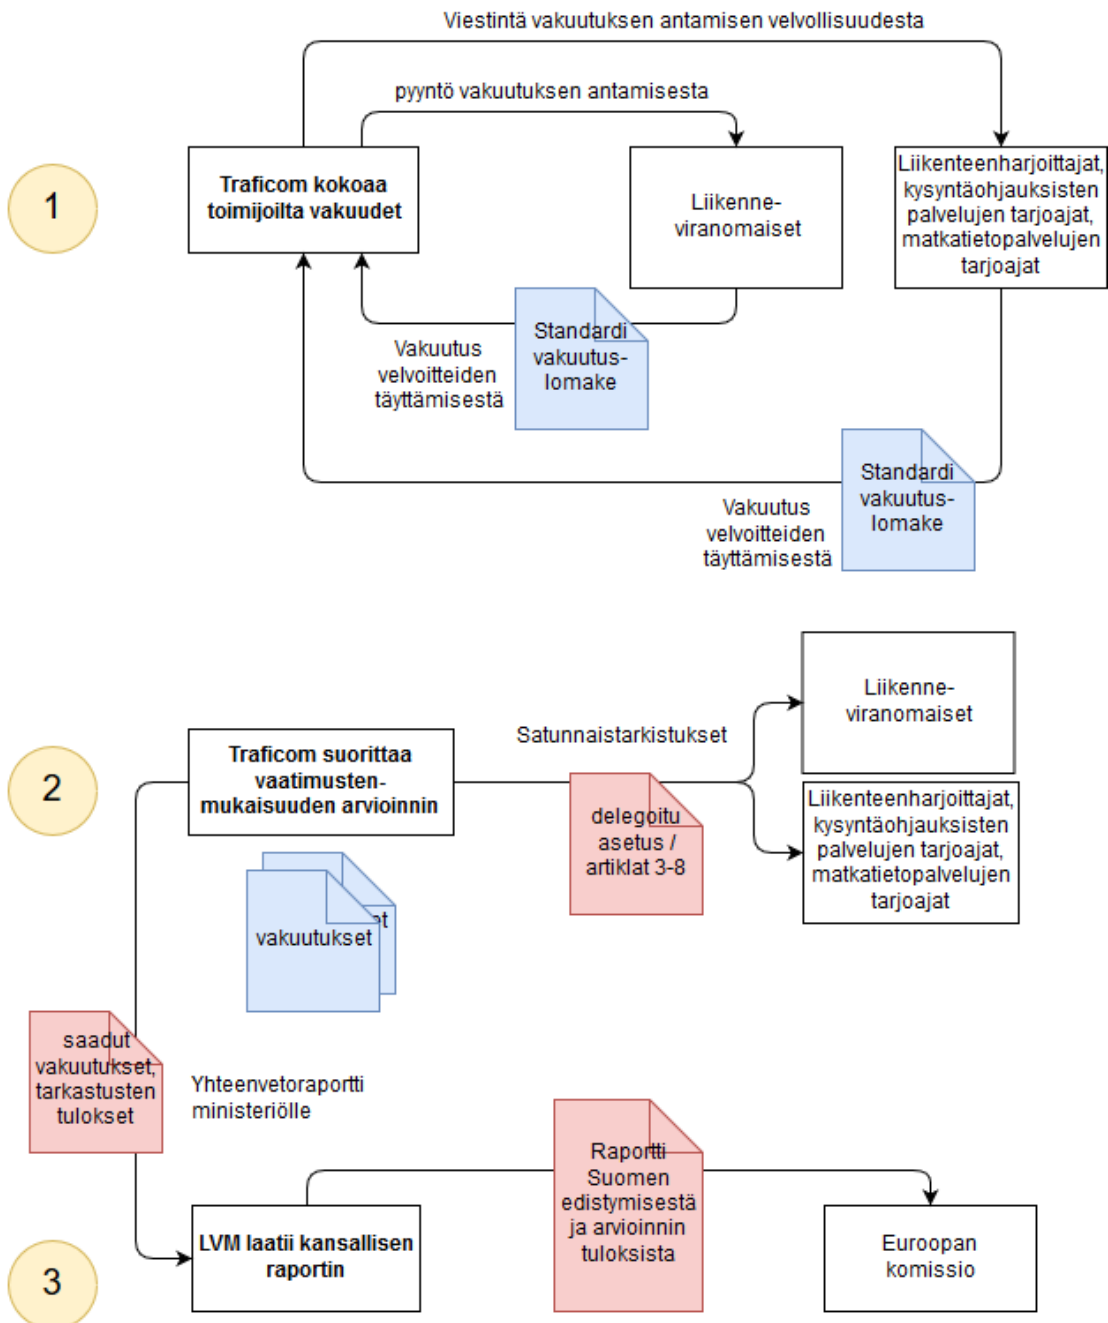 Viestintä vakuutuksen antamisen velvollisuudesta
pyyntö vakuutuksen antamisesta
1
Traficom kokoaa
toimijoilta vakuudet
Liikenne-
viranomaiset
Liikenteenharjoittajat,
kysyntäohjauksisten
palvelujen tarjoajat,
matkatietopalvelujen
tarjoajat
Vakuutus
velvoitteiden
täyttämisestä
Standardi
vakuutus-
lomake
Vakuutus
velvoitteiden
täyttämisestä
Standardi
vakuutus-
lomake
2
Traficom suorittaa
vaatimusten-
mukaisuuden arvioinnin
Satunnaistarkistukset
delegoitu
asetus /
artiklat 3-8
Liikenne-
viranomaiset
Liikenteenharjoittajat,
kysyntäohjauksisten
palvelujen tarjoajat,
matkatietopalvelujen
tarjoajat
et
vakuutukset
saadut
vakuutukset,
tarkastusten
tulokset
Yhteenvetoraportti
ministeriölle
3
LVM laatii kansallisen
raportin
Raportti
Suomen
edistymisestä
ja arvioinnin
tuloksista
Euroopan
komissio